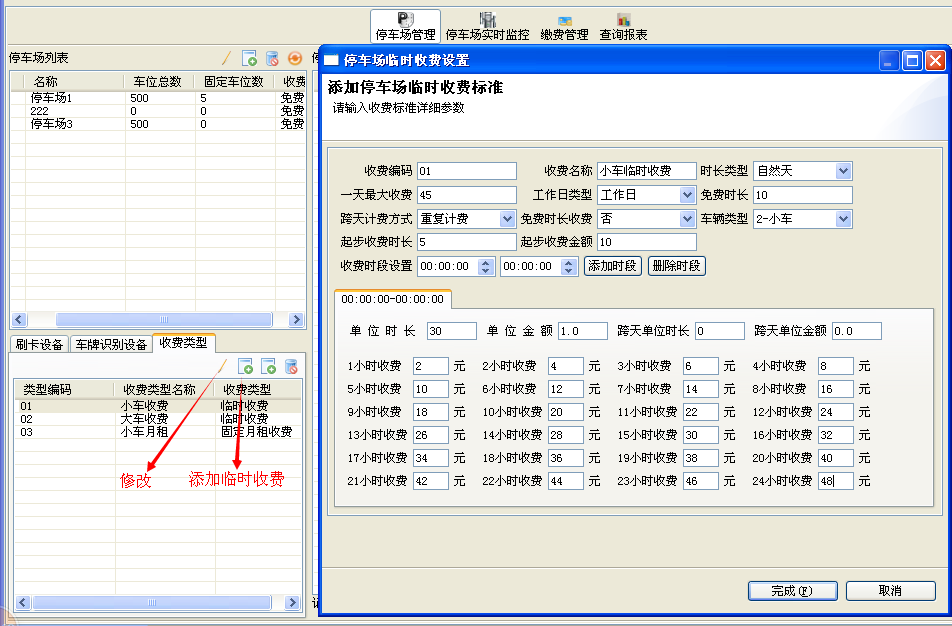 停车场管理 停车场实时监控 缴费管理 查询报表
停车场列表
名称 车位总数 固定车位数 收费
停车场1 500 5 免费
222 0 0 免费
停车场3 500 0 免费
刷卡设备 车牌识别设备 收费类型
类型编码 收费类型名称 收费类型
01 小车收费 临时收费
02 大车收费 临时收费
03 小车月租 固定月租收费
修改 添加临时收费
停车场临时收费设置
添加停车场临时收费标准
请输入收费标准详细参数
收费编码 01 收费名称 小车临时收费 时长类型 自然天
一天最大收费 45 工作日类型 工作日 免费时长 10
跨天计费方式 重复计费 免费时长收费 否 车辆类型 2-小车
起步收费时长 5 起步收费金额 10
收费时段设置 00:00:00 00:00:00 添加时段 删除时段
00:00:00-00:00:00
单位时长 30 单位金额 1.0 跨天单位时长 0 跨天单位金额 0.0
1小时收费 2 元 2小时收费 4 元 3小时收费 6 元 4小时收费 8 元
5小时收费 10 元 6小时收费 12 元 7小时收费 14 元 8小时收费 16 元
9小时收费 18 元 10小时收费 20 元 11小时收费 22 元 12小时收费 24 元
13小时收费 26 元 14小时收费 28 元 15小时收费 30 元 16小时收费 32 元
17小时收费 34 元 18小时收费 36 元 19小时收费 38 元 20小时收费 40 元
21小时收费 42 元 22小时收费 44 元 23小时收费 46 元 24小时收费 48 元
完成(F) 取消